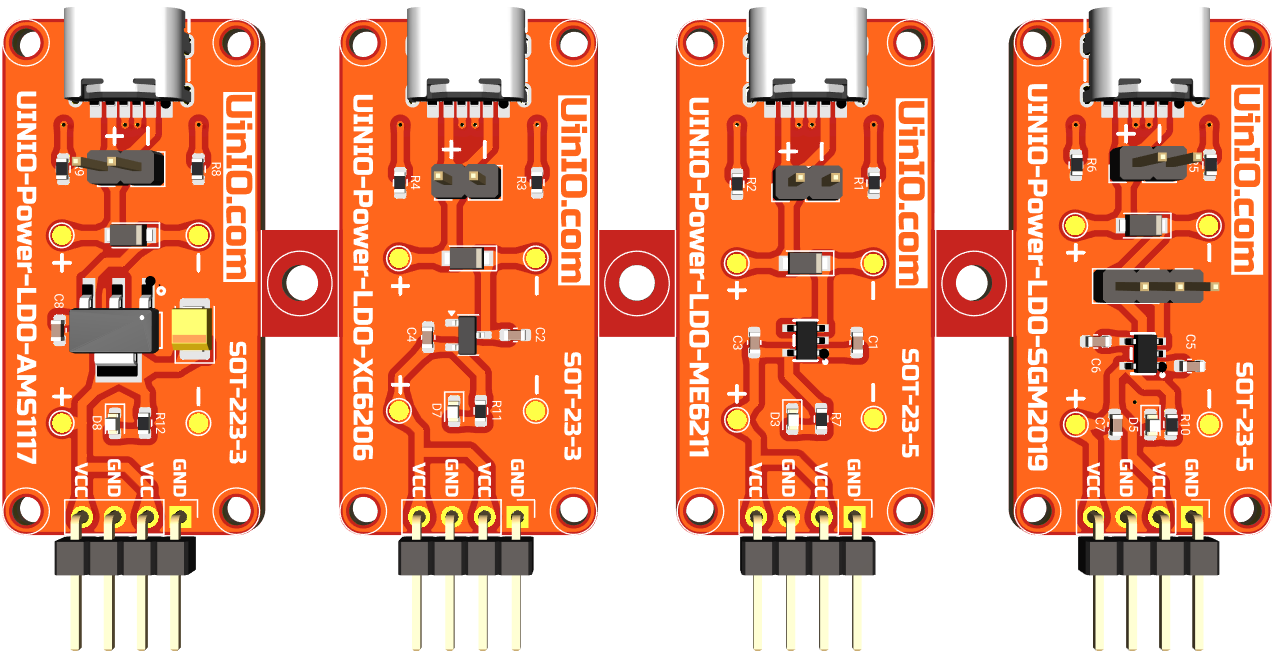 UinIO.com
UINIO-Power-LDO-AMS1117
SOT-223-3
+ -
R9
R8
+ -
C8
+ -
D8
R12
VCC GND VCC GND
UinIO.com
UINIO-Power-LDO-XC6206
SOT-23-3
+ -
R4
R3
+ -
C4
C2
+ -
D7
R11
VCC GND VCC GND
UinIO.com
UINIO-Power-LDO-ME6211
SOT-23-5
+ -
R2
R1
+ -
C3
C1
+ -
D3
R7
VCC GND VCC GND
UinIO.com
UINIO-Power-LDO-SGM2019
SOT-23-5
+ -
R6
R5
+ -
C6
C5
+ -
C7
D5
R10
VCC GND VCC GND